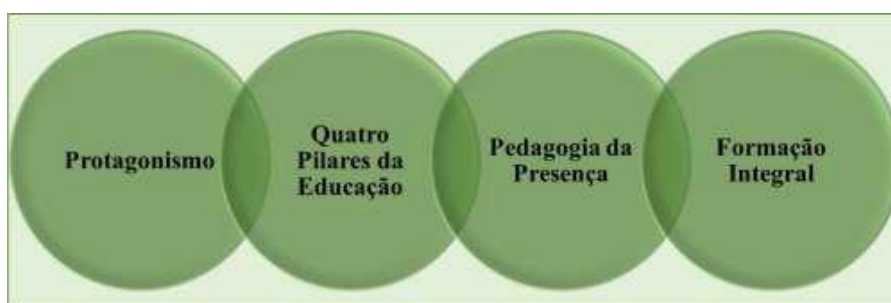 Protagonismo
Quatro
Pilares da
Educação
Pedagogia da
Presença
Formação
Integral